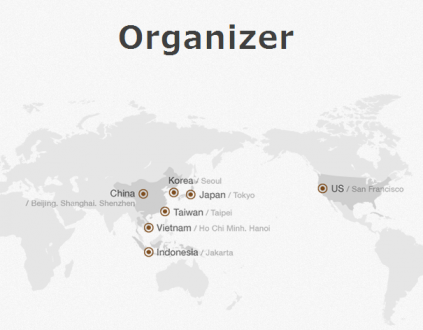 Organizer
Korea / Seoul
China
/ Beijing. Shanghai. Shenzhen
Japan / Tokyo
US / San Francisco
Taiwan / Taipei
Vietnam / Ho Chi Minh. Hanoi
Indonesia / Jakarta